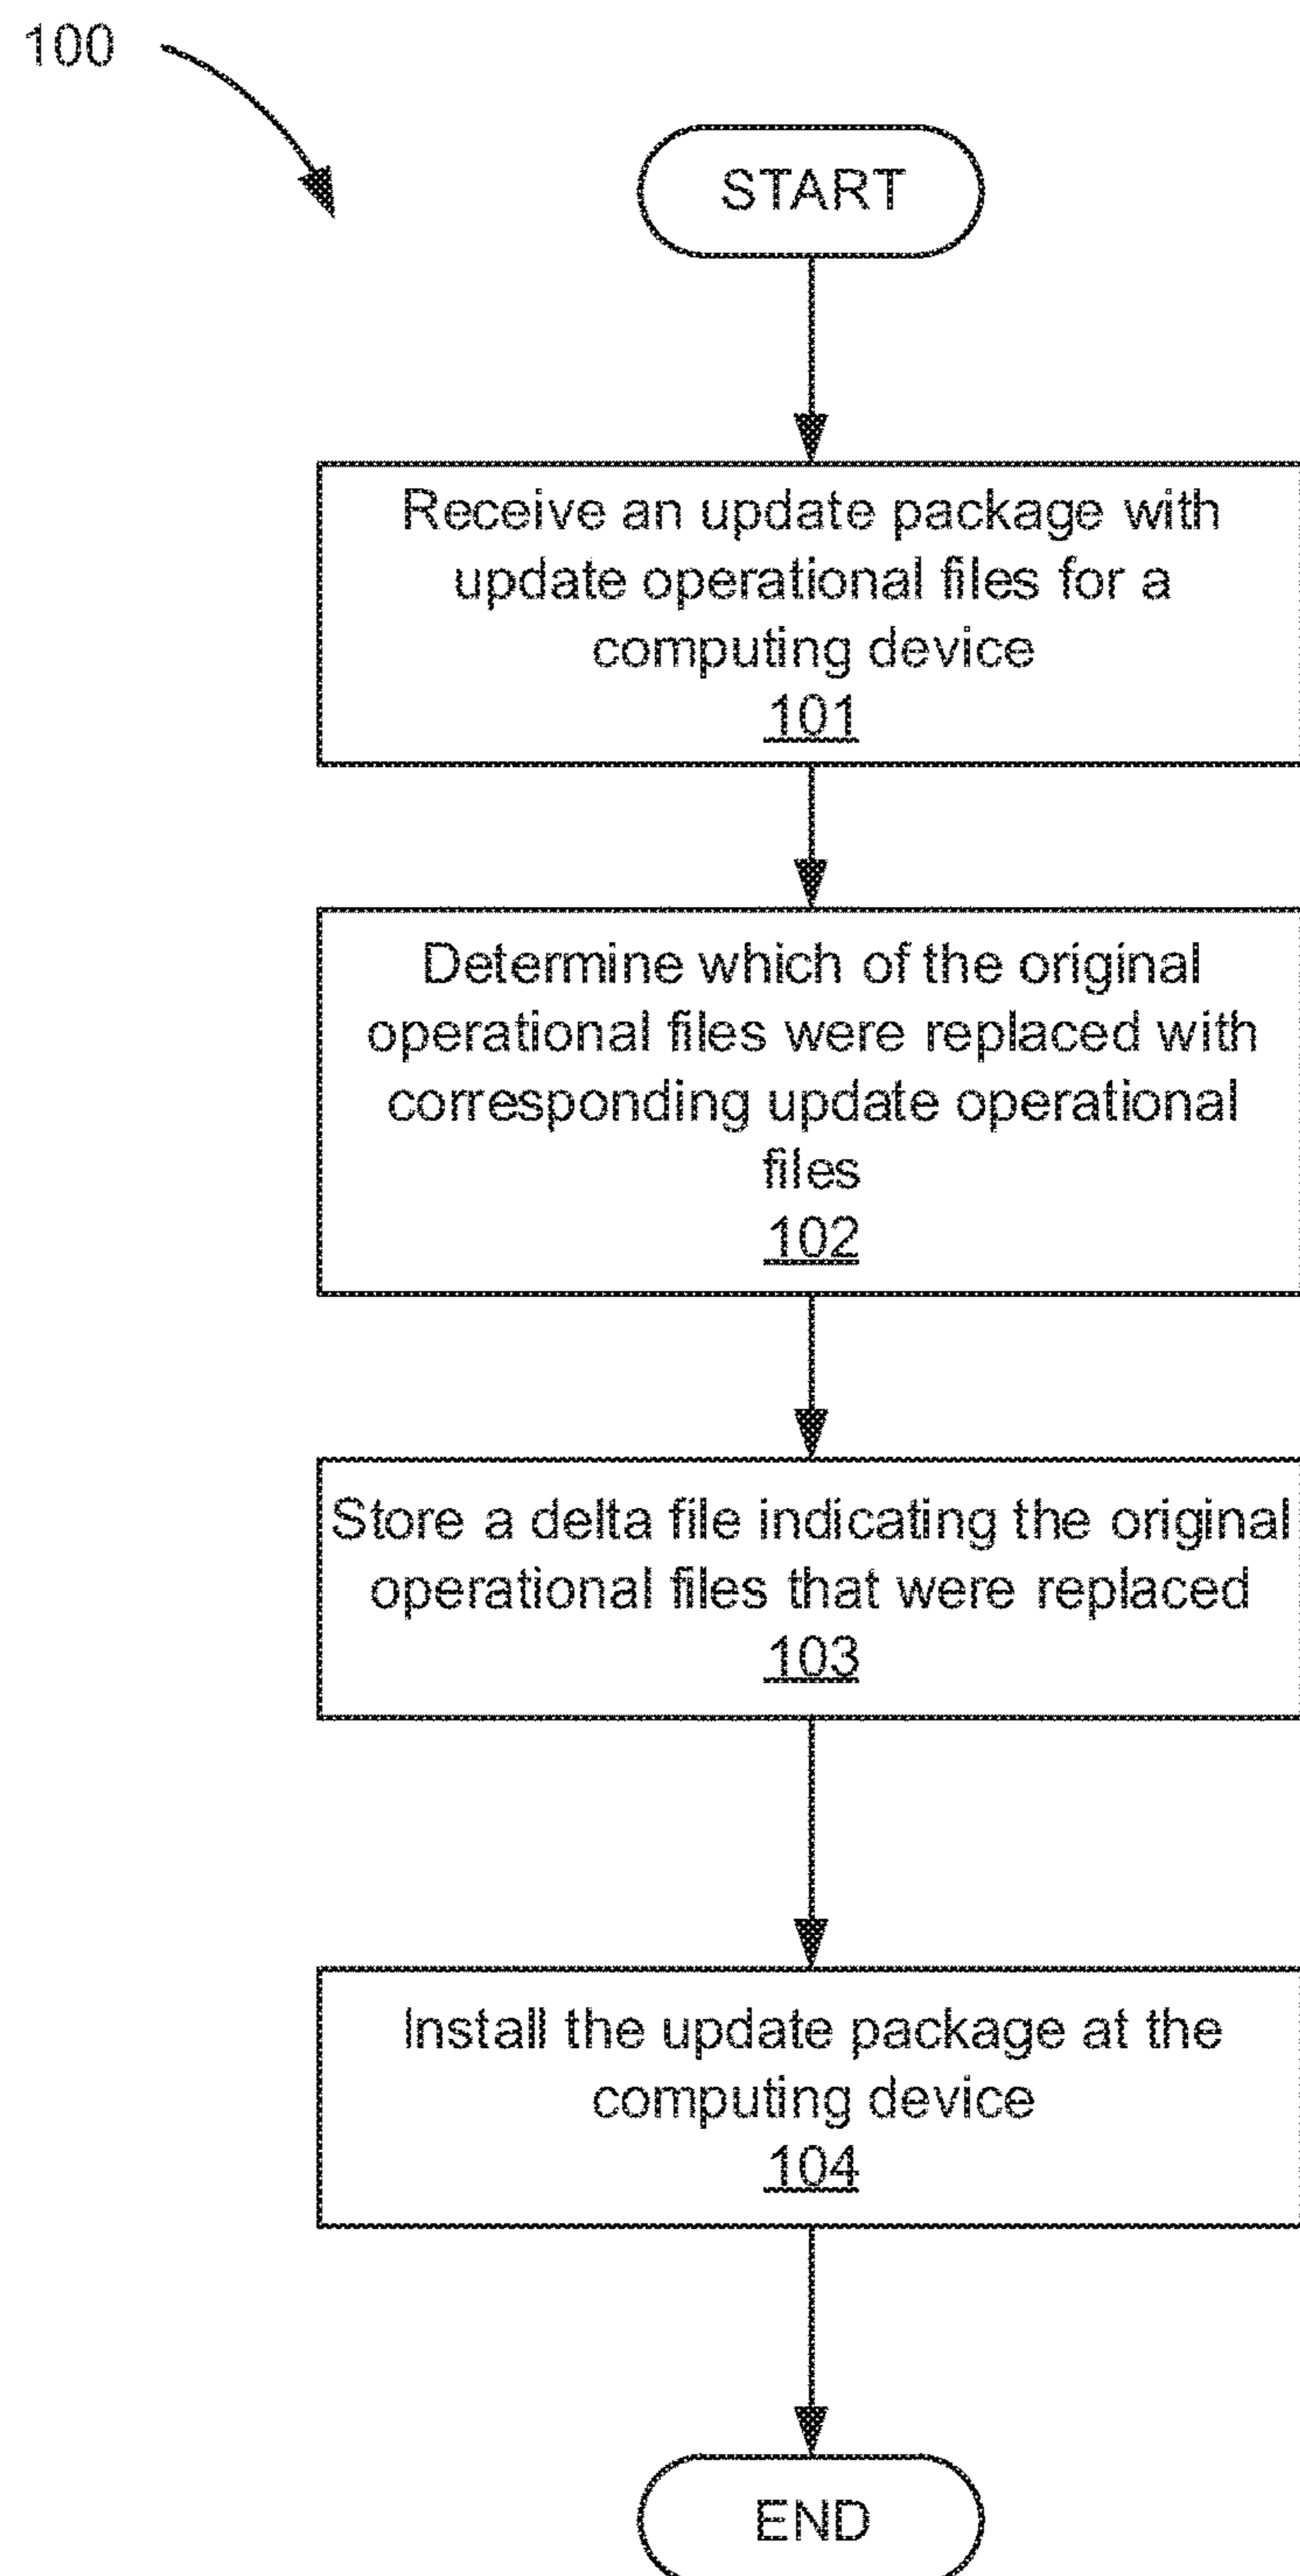 100
START
Receive an update package with
update operational files for a
computing device
101
Determine which of the original
operational files were replaced with
corresponding update operational
files
102
Store a delta file indicating the original
operational files that were replaced
103
Install the update package at the
computing device
104
END